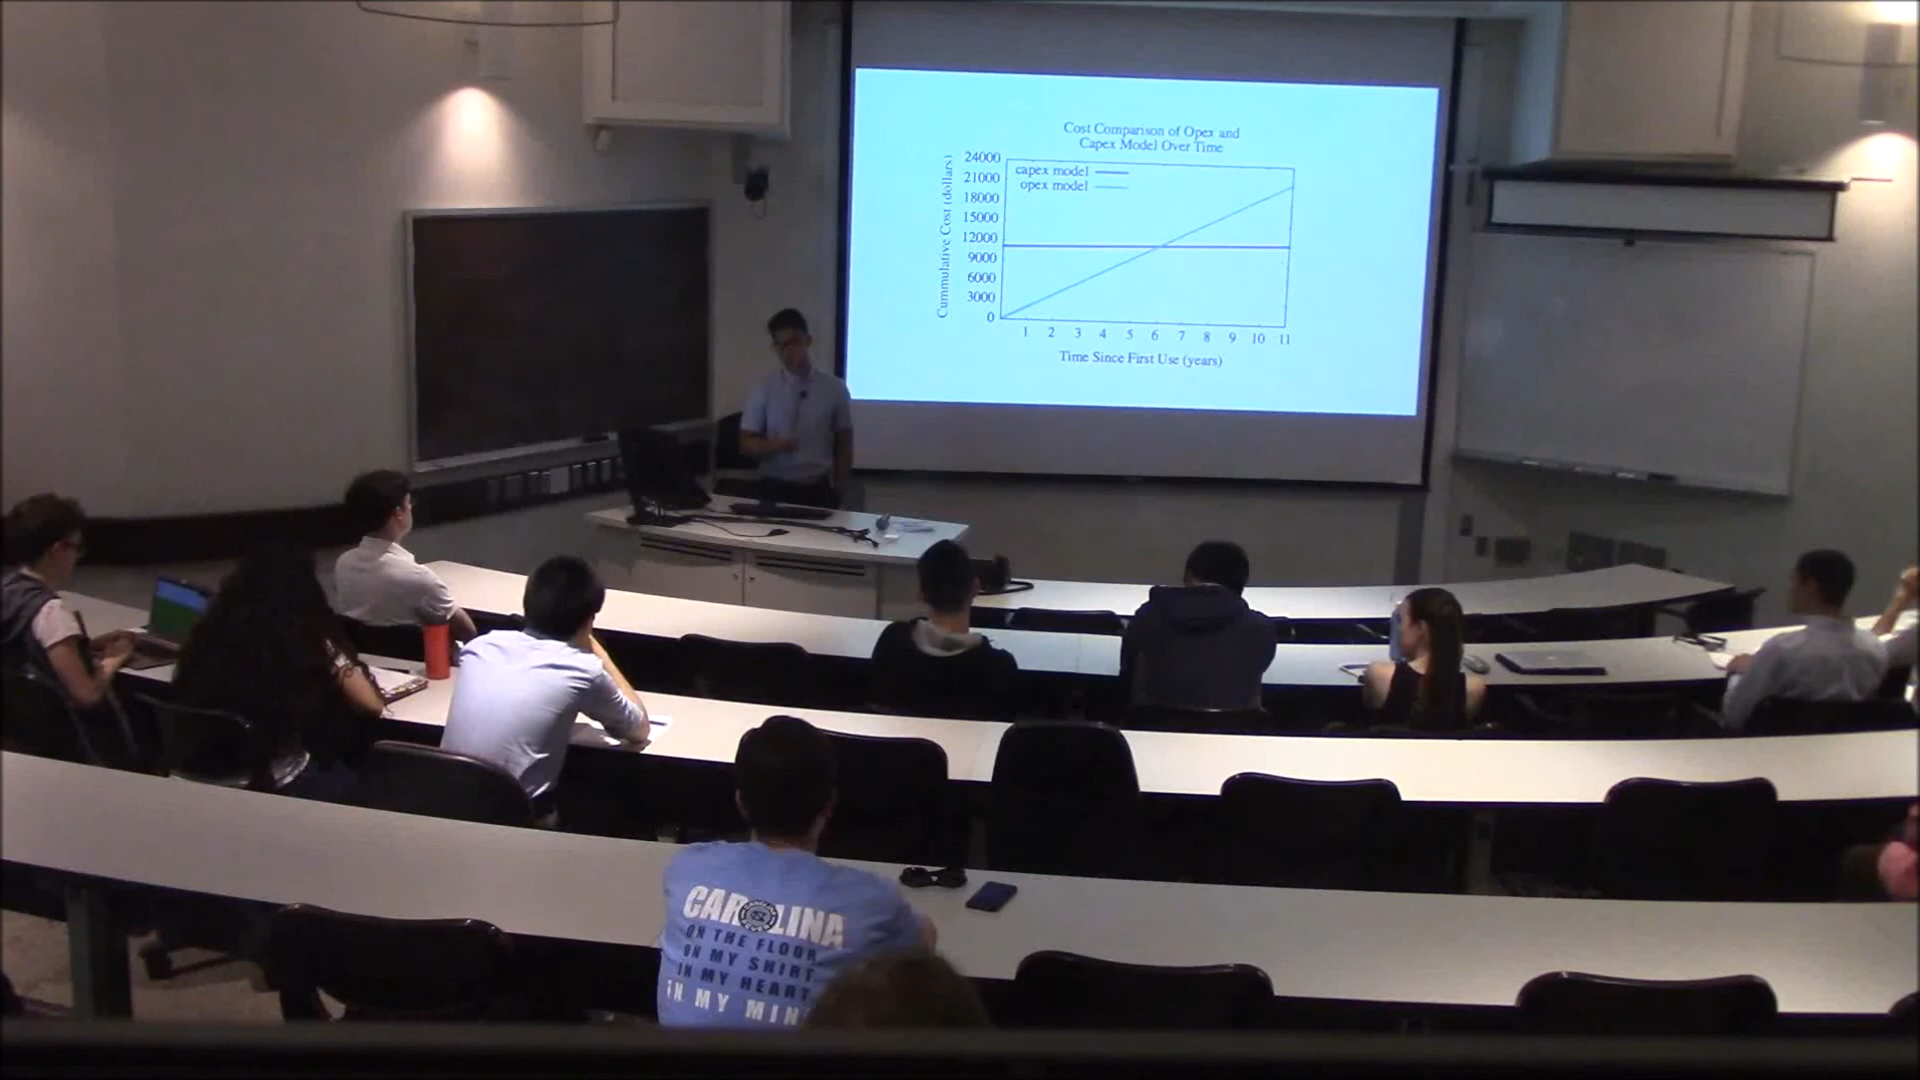 Cost Comparison of Opex and
Capex Model Over Time
Cummulative Cost (dollars)
24000
21000
18000
15000
12000
9000
6000
3000
0
capex model
opex model
1 2 3 4 5 6 7 8 9 10 11
Time Since First Use (years)
CAROLINA
ON THE FLOOR
ON MY SHIRT
IN MY HEART
IN MY MIN